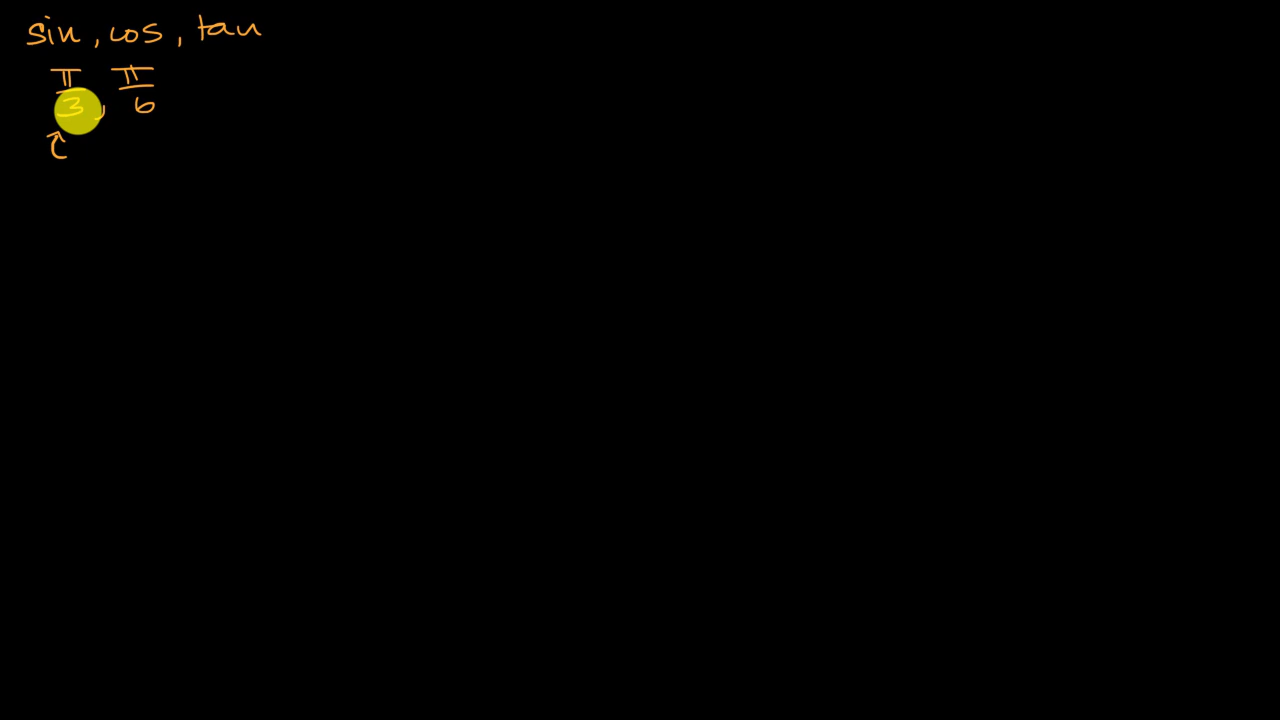 sin, cos, tan
π/3, π/6